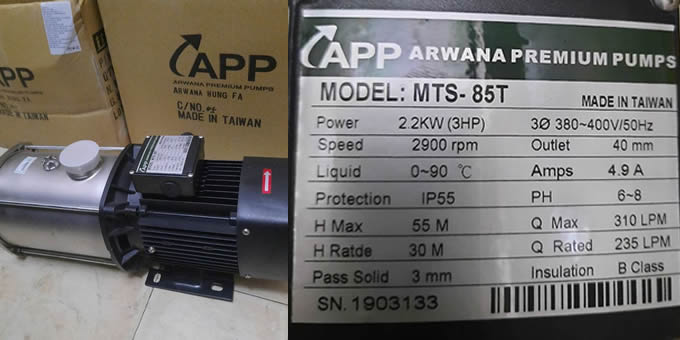 APP
ARWANA PREMIUM PUMPS
ARWANA HUNG FA
C/NO.
MADE IN TAIWAN
APP
APP ARWANA PREMIUM PUMPS
MODEL: MTS- 85T MADE IN TAIWAN
Power 2.2KW (3HP) 3Ø 380~400V/50Hz
Speed 2900 rpm Outlet 40 mm
Liquid 0~90 ℃ Amps 4.9 A
Protection IP55 PH 6~8
H Max 55 M Q Max 310 LPM
H Ratde 30 M Q Rated 235 LPM
Pass Solid 3 mm Insulation B Class
SN.1903133